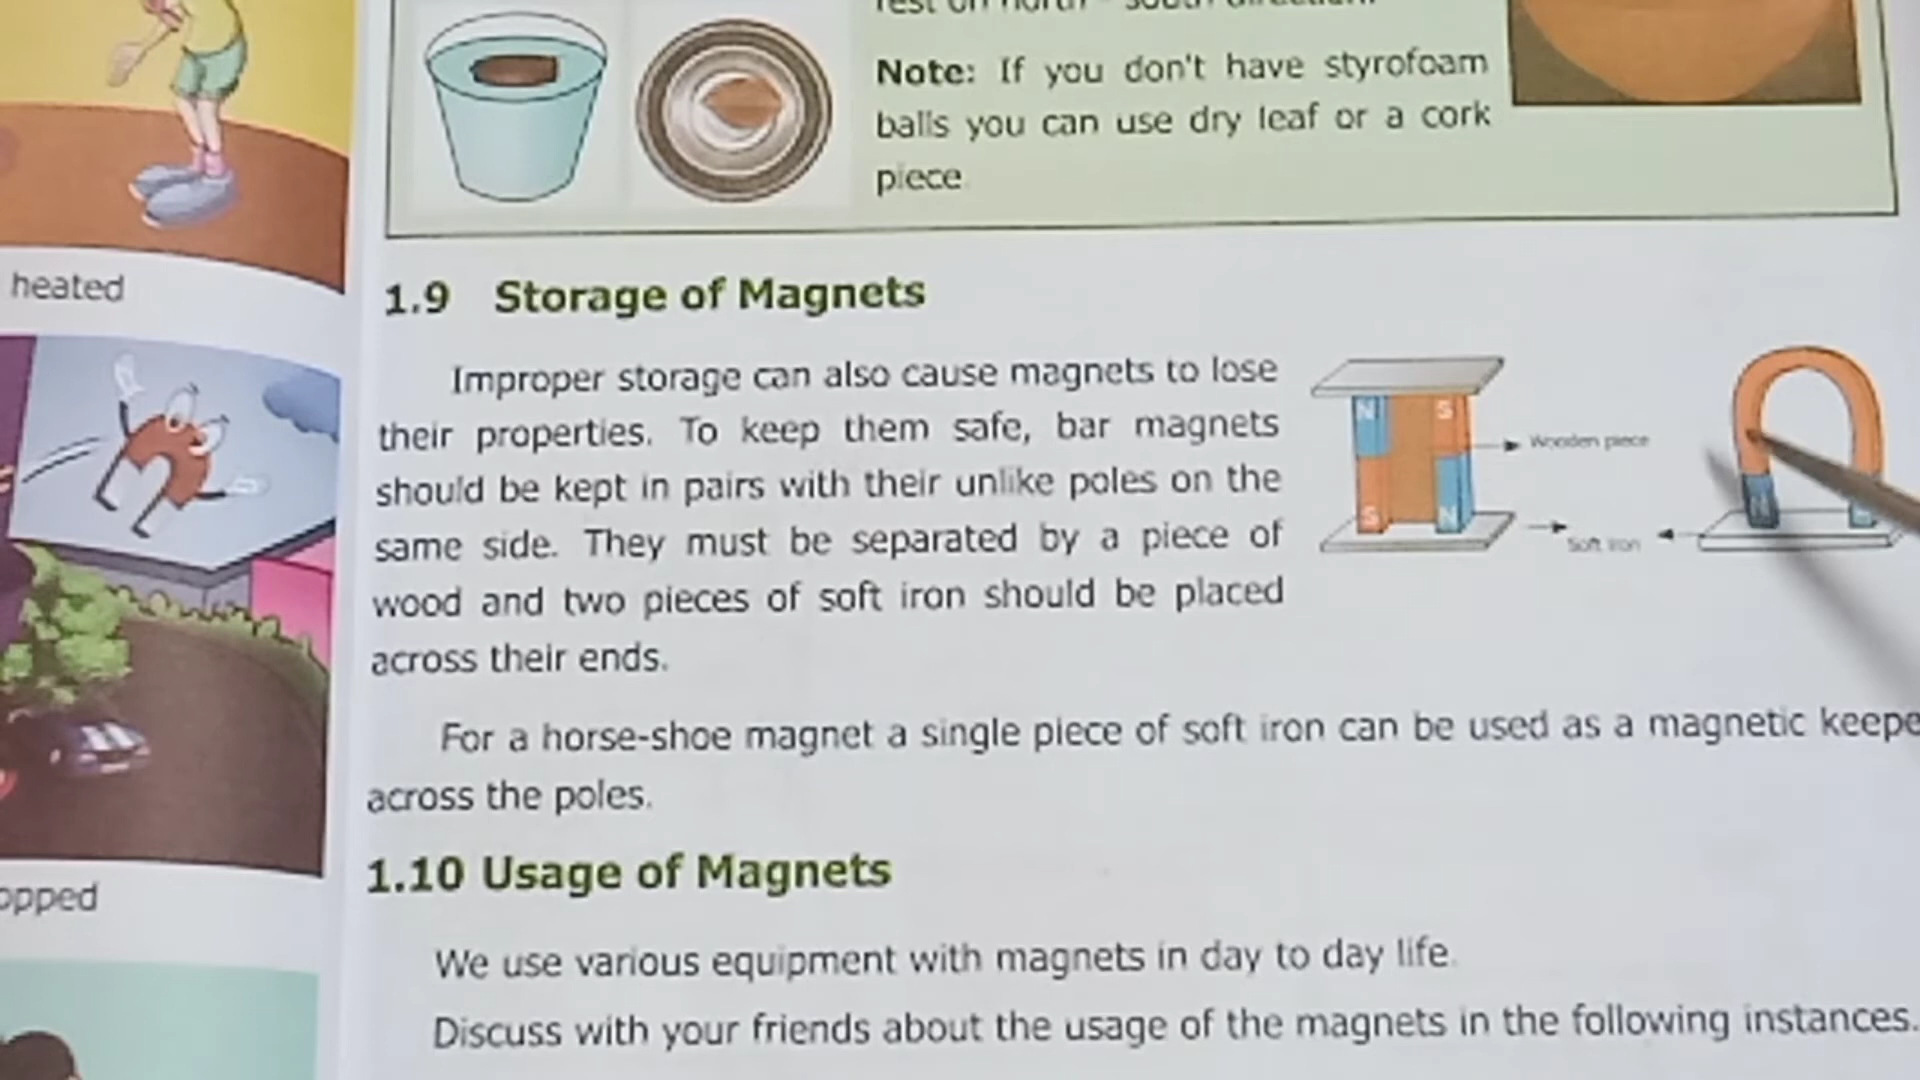 heated
opped
rest on north - south direction.
Note: If you don't have styrofoam
balls you can use dry leaf or a cork
piece
1.9 Storage of Magnets
Improper storage can also cause magnets to lose
their properties. To keep them safe, bar magnets
should be kept in pairs with their unlike poles on the
same side. They must be separated by a piece of
wood and two pieces of soft iron should be placed
across their ends.
N S
S N
Wooden piece
Soft iron
For a horse-shoe magnet a single piece of soft iron can be used as a magnetic keepe
across the poles.
1.10 Usage of Magnets
We use various equipment with magnets in day to day life.
Discuss with your friends about the usage of the magnets in the following instances.